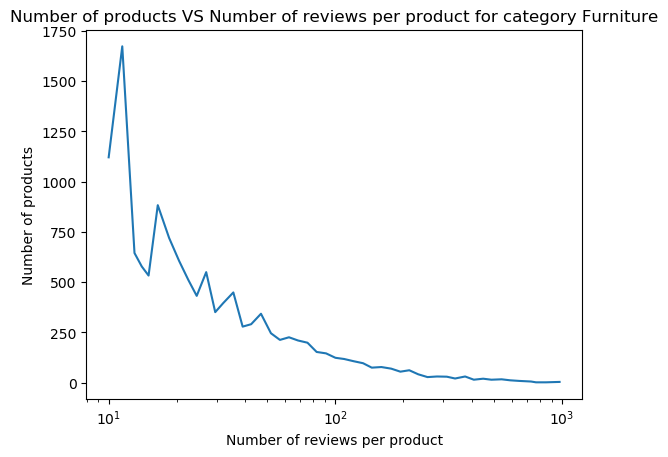 Number of products VS Number of reviews per product for category Furniture
Number of products
1750
1500
1250
1000
750
500
250
0
10¹ 10² 10³
Number of reviews per product